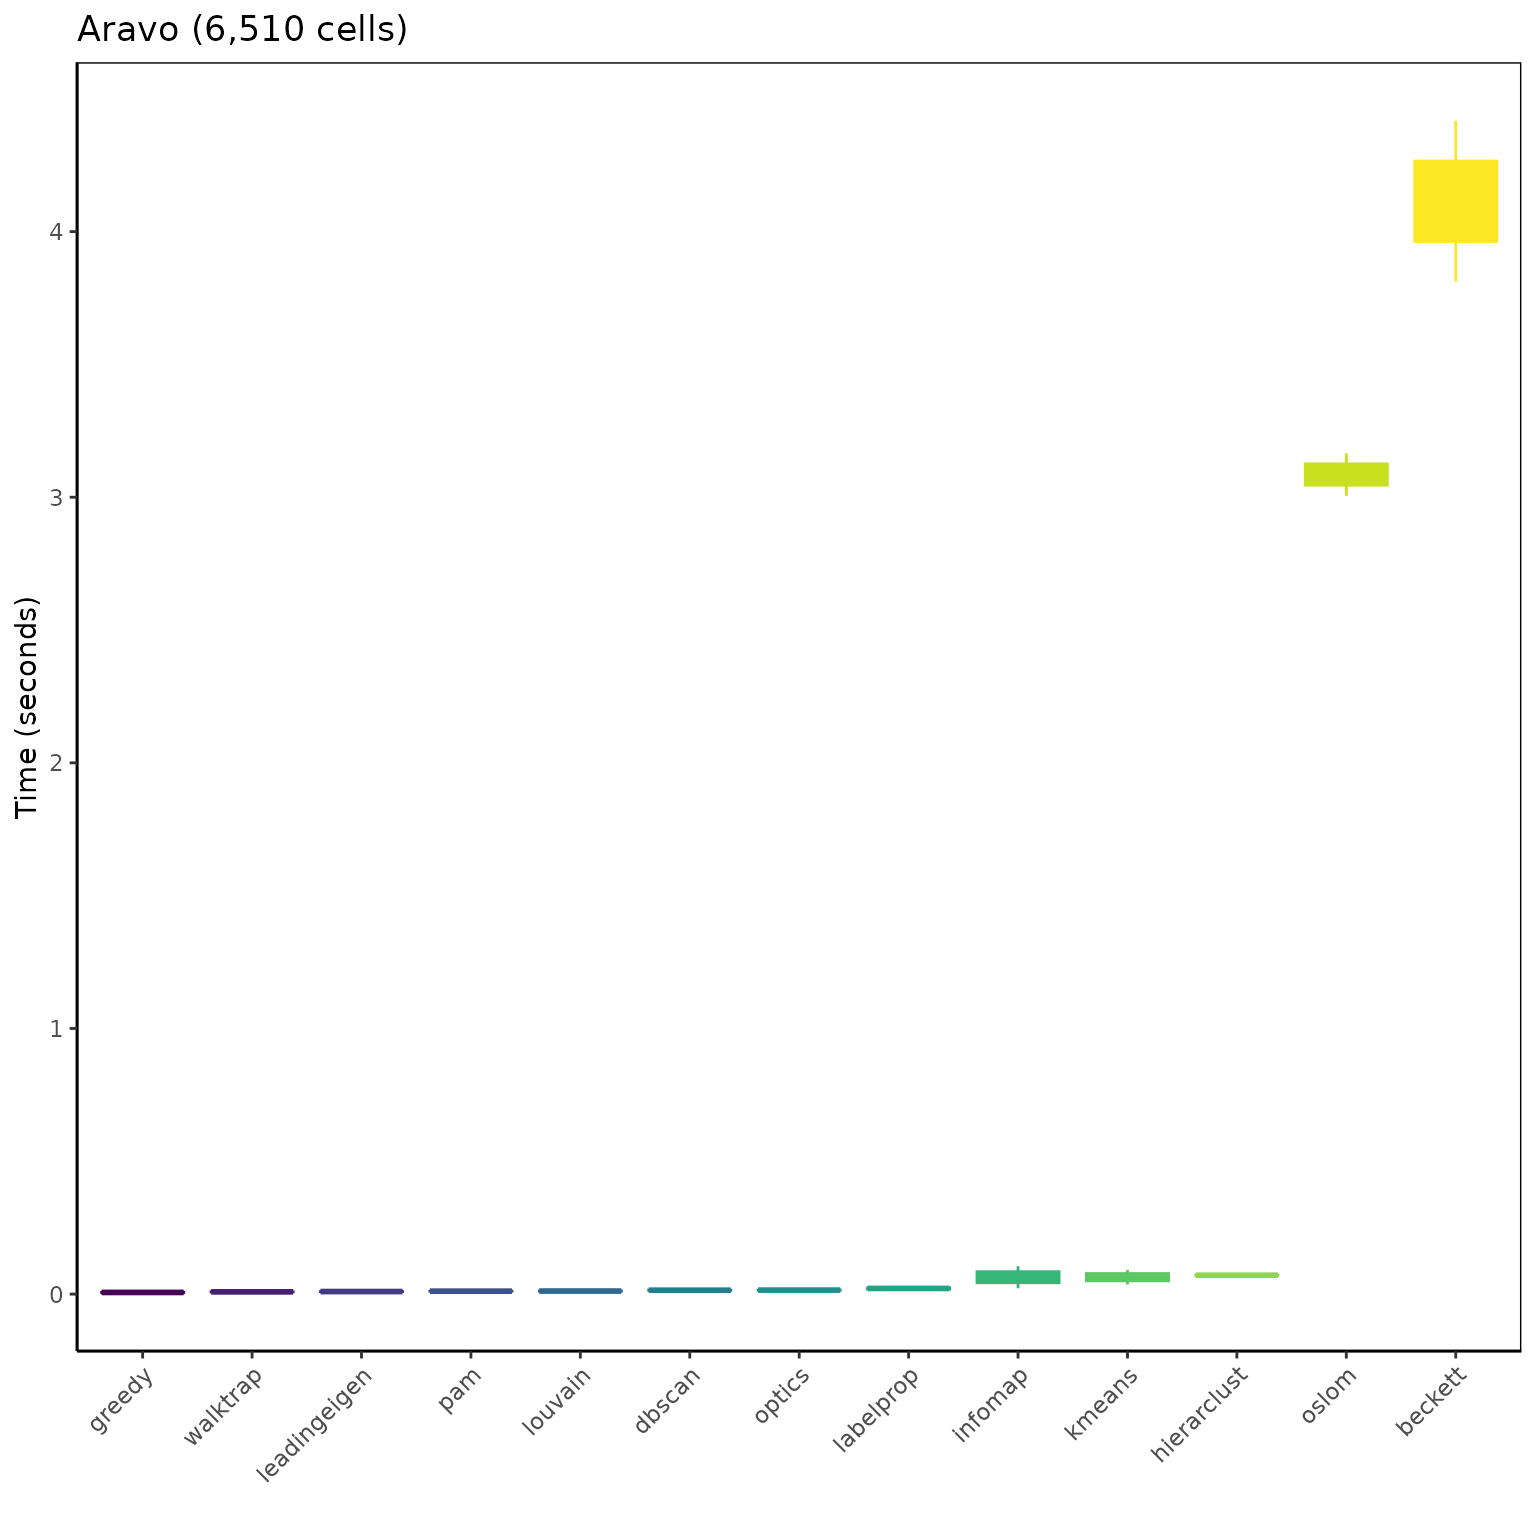 Aravo (6,510 cells)
Time (seconds)
4
3
2
1
0
greedy
walktrap
leadingeigen
pam
louvain
dbscan
optics
labelprop
infomap
kmeans
hierarclust
oslom
beckett